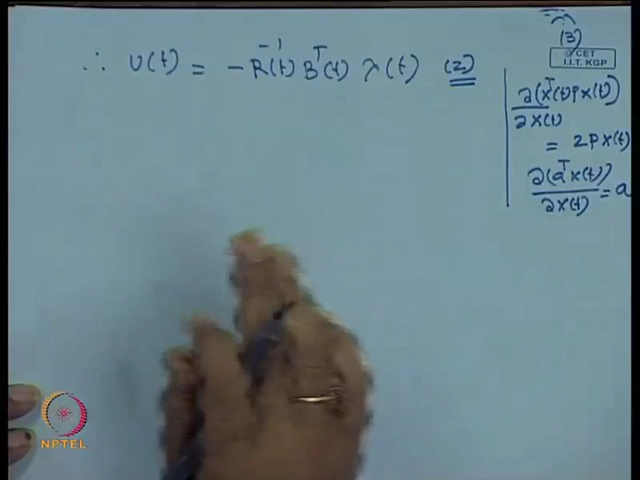 (3)
© CET
I.I.T. KGP
∴ U(t) = -R⁻¹(t) Bᵀ(t) λ(t) (2)
∂(xᵀ(t)Px(t))
∂x(t)
= 2Px(t)
∂(aᵀx(t))
∂x(t)
= a
NPTEL